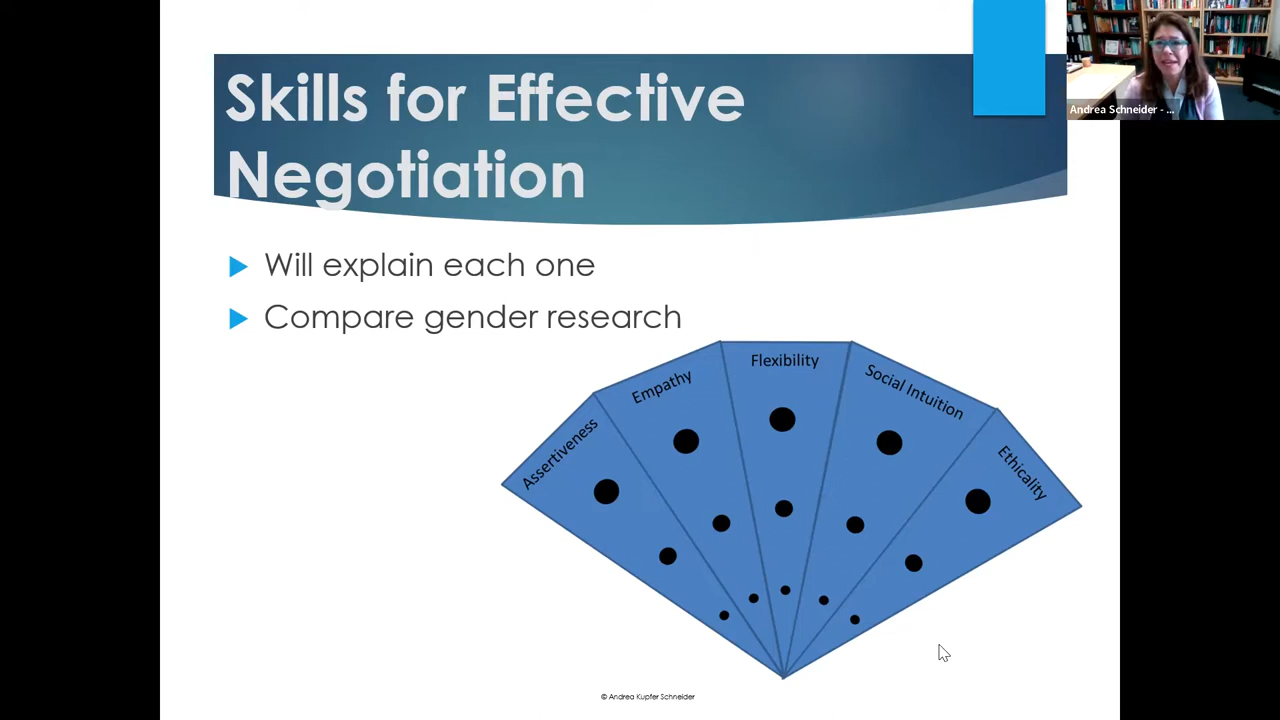 Skills for Effective
Negotiation
Andrea Schneider - ...
Will explain each one
Compare gender research
Assertiveness
Empathy
Flexibility
Social Intuition
Ethicality
© Andrea Kupfer Schneider